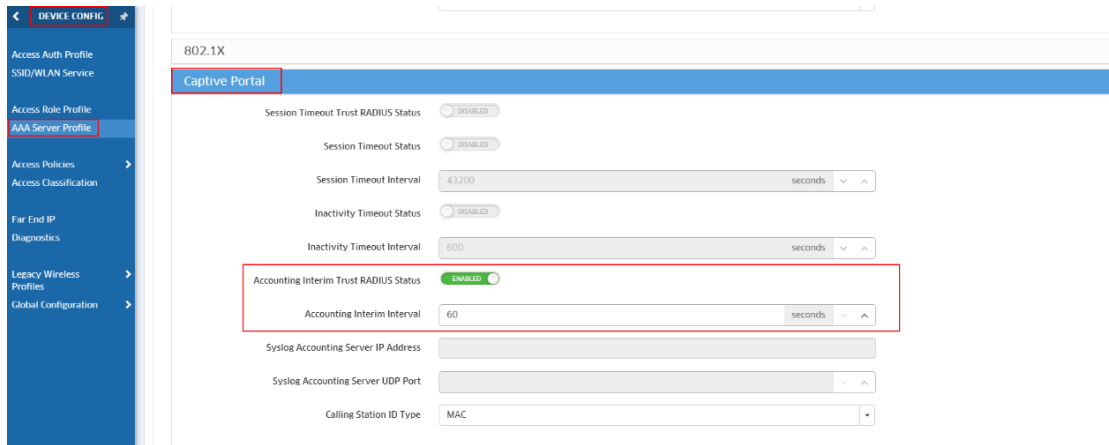 DEVICE CONFIG
Access Auth Profile
SSID/WLAN Service
Access Role Profile
AAA Server Profile
Access Policies
Access Classification
Far End IP
Diagnostics
Legacy Wireless
Profiles
Global Configuration
802.1X
Captive Portal
Session Timeout Trust RADIUS Status DISABLED
Session Timeout Status DISABLED
Session Timeout Interval 43200 seconds
Inactivity Timeout Status DISABLED
Inactivity Timeout Interval 600 seconds
Accounting Interim Trust RADIUS Status ENABLED
Accounting Interim Interval 60 seconds
Syslog Accounting Server IP Address
Syslog Accounting Server UDP Port
Calling Station ID Type MAC